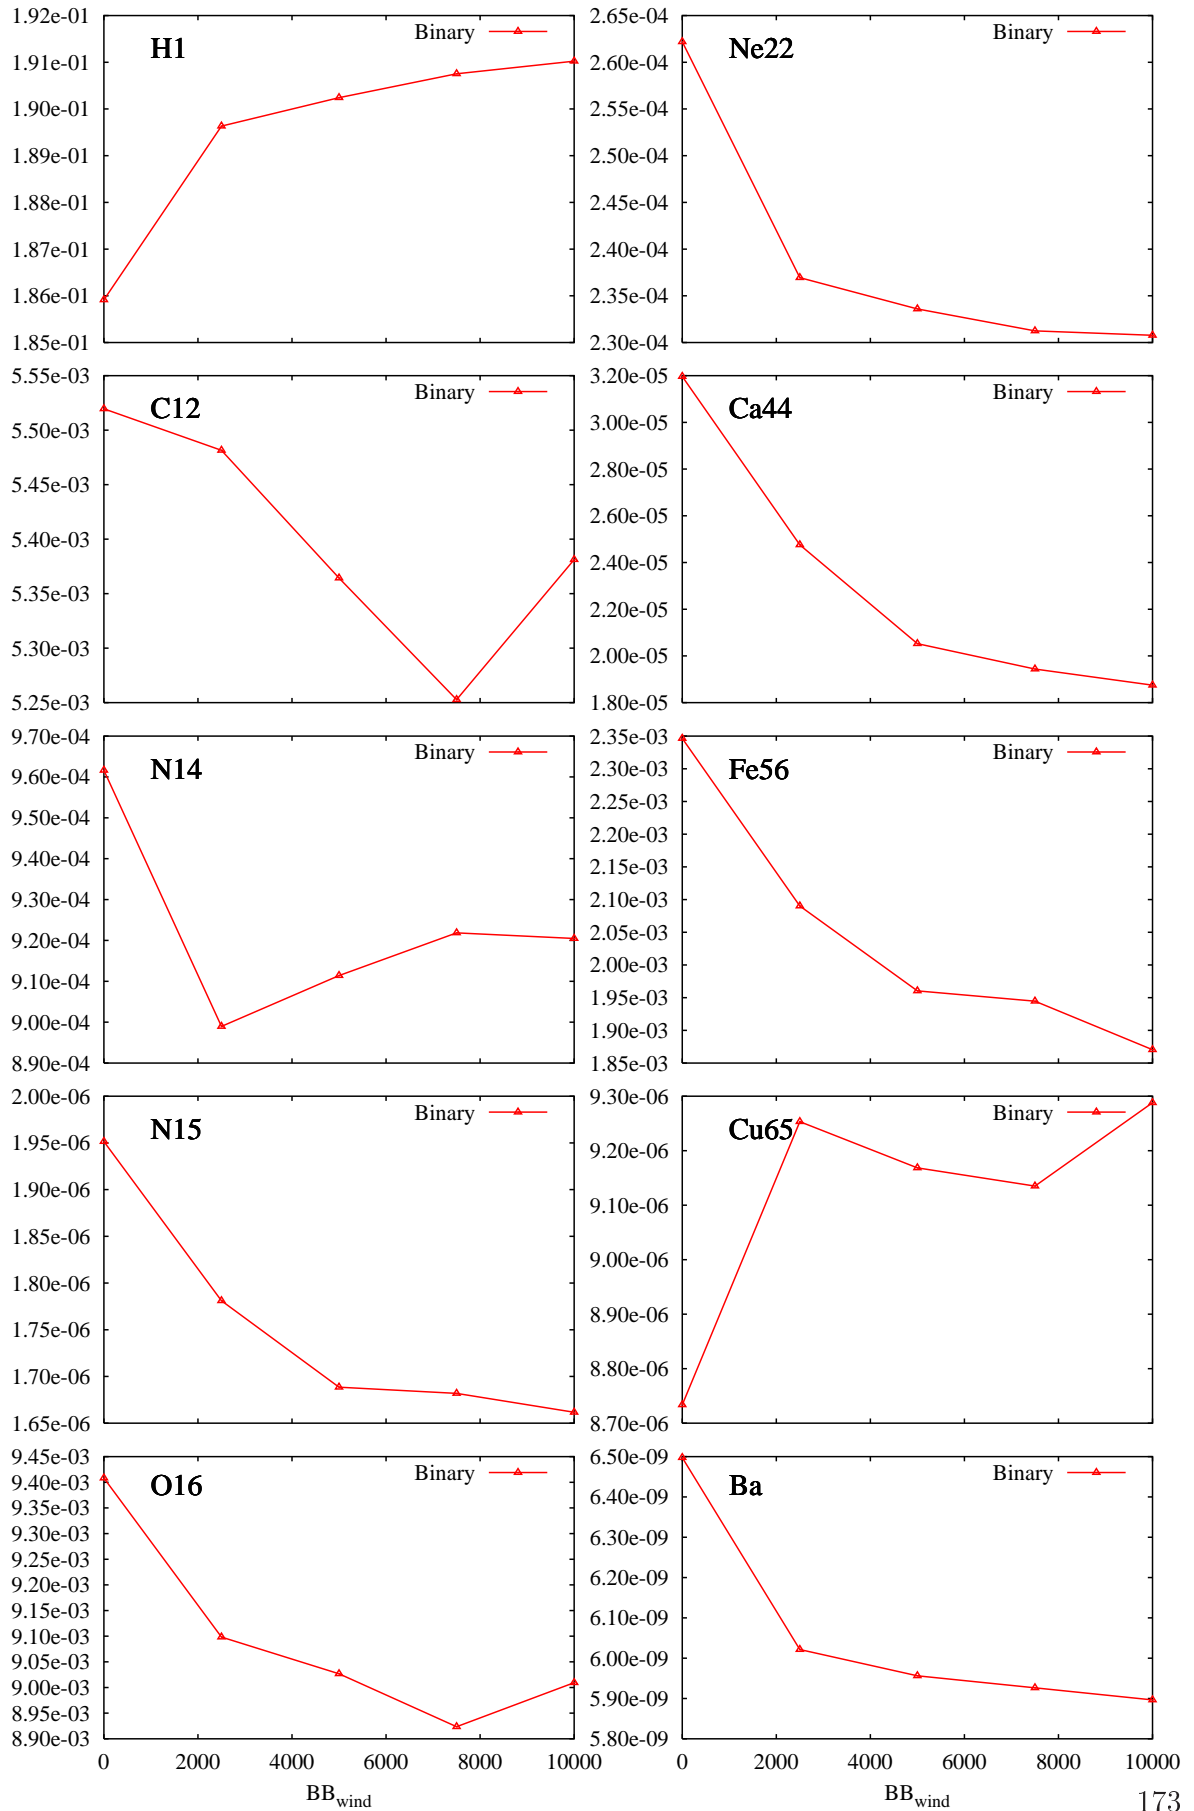 1.92e-01
1.91e-01
1.90e-01
1.89e-01
1.88e-01
1.87e-01
1.86e-01
1.85e-01
H1
Binary
2.65e-04
2.60e-04
2.55e-04
2.50e-04
2.45e-04
2.40e-04
2.35e-04
2.30e-04
Ne22
Binary
5.55e-03
5.50e-03
5.45e-03
5.40e-03
5.35e-03
5.30e-03
5.25e-03
C12
Binary
3.20e-05
3.00e-05
2.80e-05
2.60e-05
2.40e-05
2.20e-05
2.00e-05
1.80e-05
Ca44
Binary
9.70e-04
9.60e-04
9.50e-04
9.40e-04
9.30e-04
9.20e-04
9.10e-04
9.00e-04
8.90e-04
N14
Binary
2.35e-03
2.30e-03
2.25e-03
2.20e-03
2.15e-03
2.10e-03
2.05e-03
2.00e-03
1.95e-03
1.90e-03
1.85e-03
Fe56
Binary
2.00e-06
1.95e-06
1.90e-06
1.85e-06
1.80e-06
1.75e-06
1.70e-06
1.65e-06
N15
Binary
9.30e-06
9.20e-06
9.10e-06
9.00e-06
8.90e-06
8.80e-06
8.70e-06
Cu65
Binary
9.45e-03
9.40e-03
9.35e-03
9.30e-03
9.25e-03
9.20e-03
9.15e-03
9.10e-03
9.05e-03
9.00e-03
8.95e-03
8.90e-03
O16
Binary
0 2000 4000 6000 8000 10000
BB_wind
6.50e-09
6.40e-09
6.30e-09
6.20e-09
6.10e-09
6.00e-09
5.90e-09
5.80e-09
Ba
Binary
0 2000 4000 6000 8000 10000
BB_wind
173